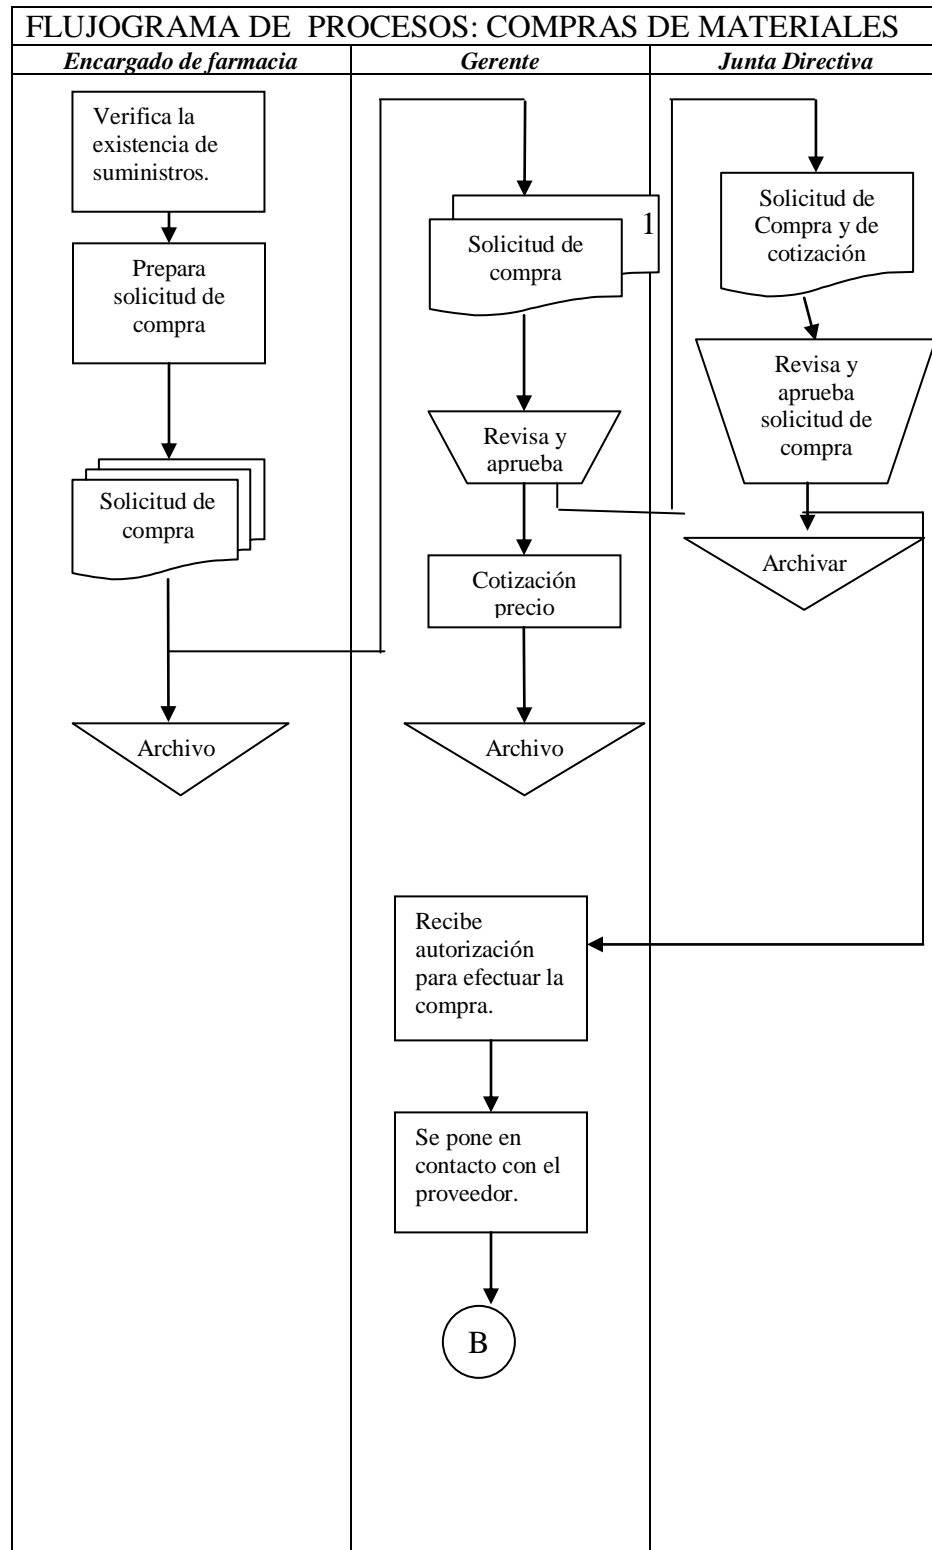 FLUJOGRAMA DE PROCESOS: COMPRAS DE MATERIALES
Encargado de farmacia
Gerente
Junta Directiva
Verifica la
existencia de
suministros.
Prepara
solicitud de
compra
Solicitud de
compra
Archivo
1
Solicitud de
compra
Revisa y
aprueba
Cotización
precio
Archivo
Solicitud de
Compra y de
cotización
Revisa y
aprueba
solicitud de
compra
Archivar
Recibe
autorización
para efectuar la
compra.
Se pone en
contacto con el
proveedor.
B